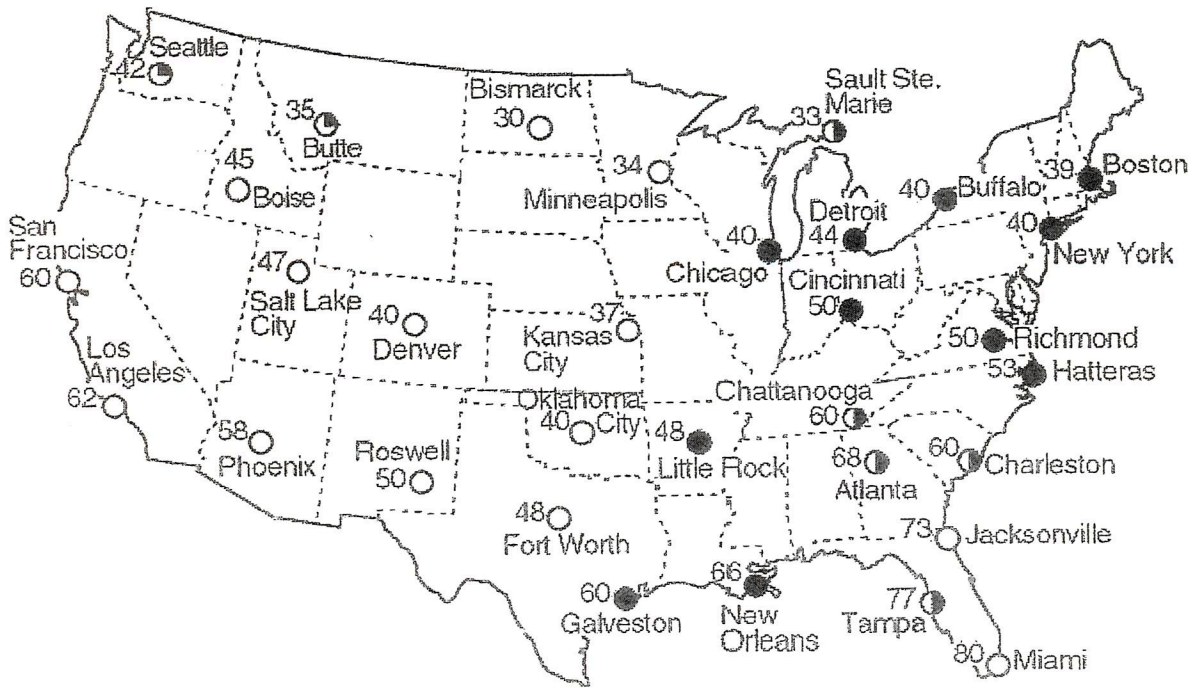 Seattle
42
Bismarck
30
Sault Ste.
Marie
33
35
Butte
34
Minneapolis
45
Boise
39 Boston
40 Buffalo
Detroit
44
40
New York
San
Francisco
60
40
Chicago
47
Salt Lake
City
Cincinnati
50
40
Denver
37
Kansas
City
50 Richmond
53 Hatteras
Los
Angeles
62
Chattanooga
60
Oklahoma
40 City
48
Little Rock
58
Phoenix
Roswell
50
68
Atlanta
60
Charleston
48
Fort Worth
73 Jacksonville
60
Galveston
66
New
Orleans
77
Tampa
80 Miami